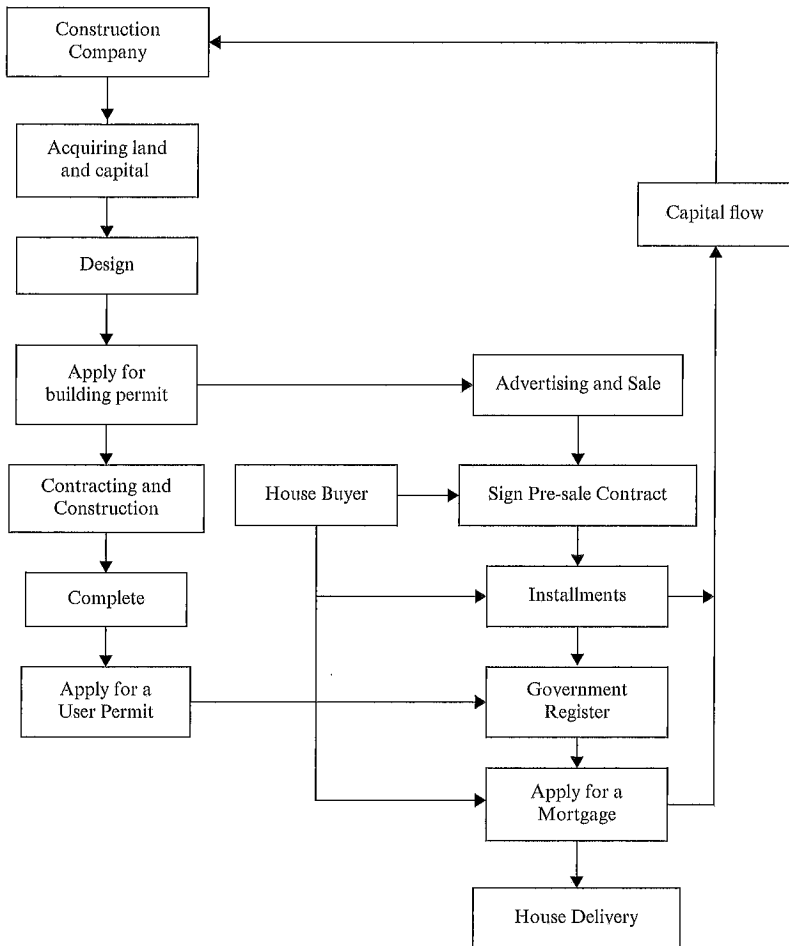 Construction
Company
Acquiring land
and capital
Capital flow
Design
Apply for
building permit
Advertising and Sale
Contracting and
Construction
House Buyer
Sign Pre-sale Contract
Complete
Installments
Apply for a
User Permit
Government
Register
Apply for a
Mortgage
House Delivery